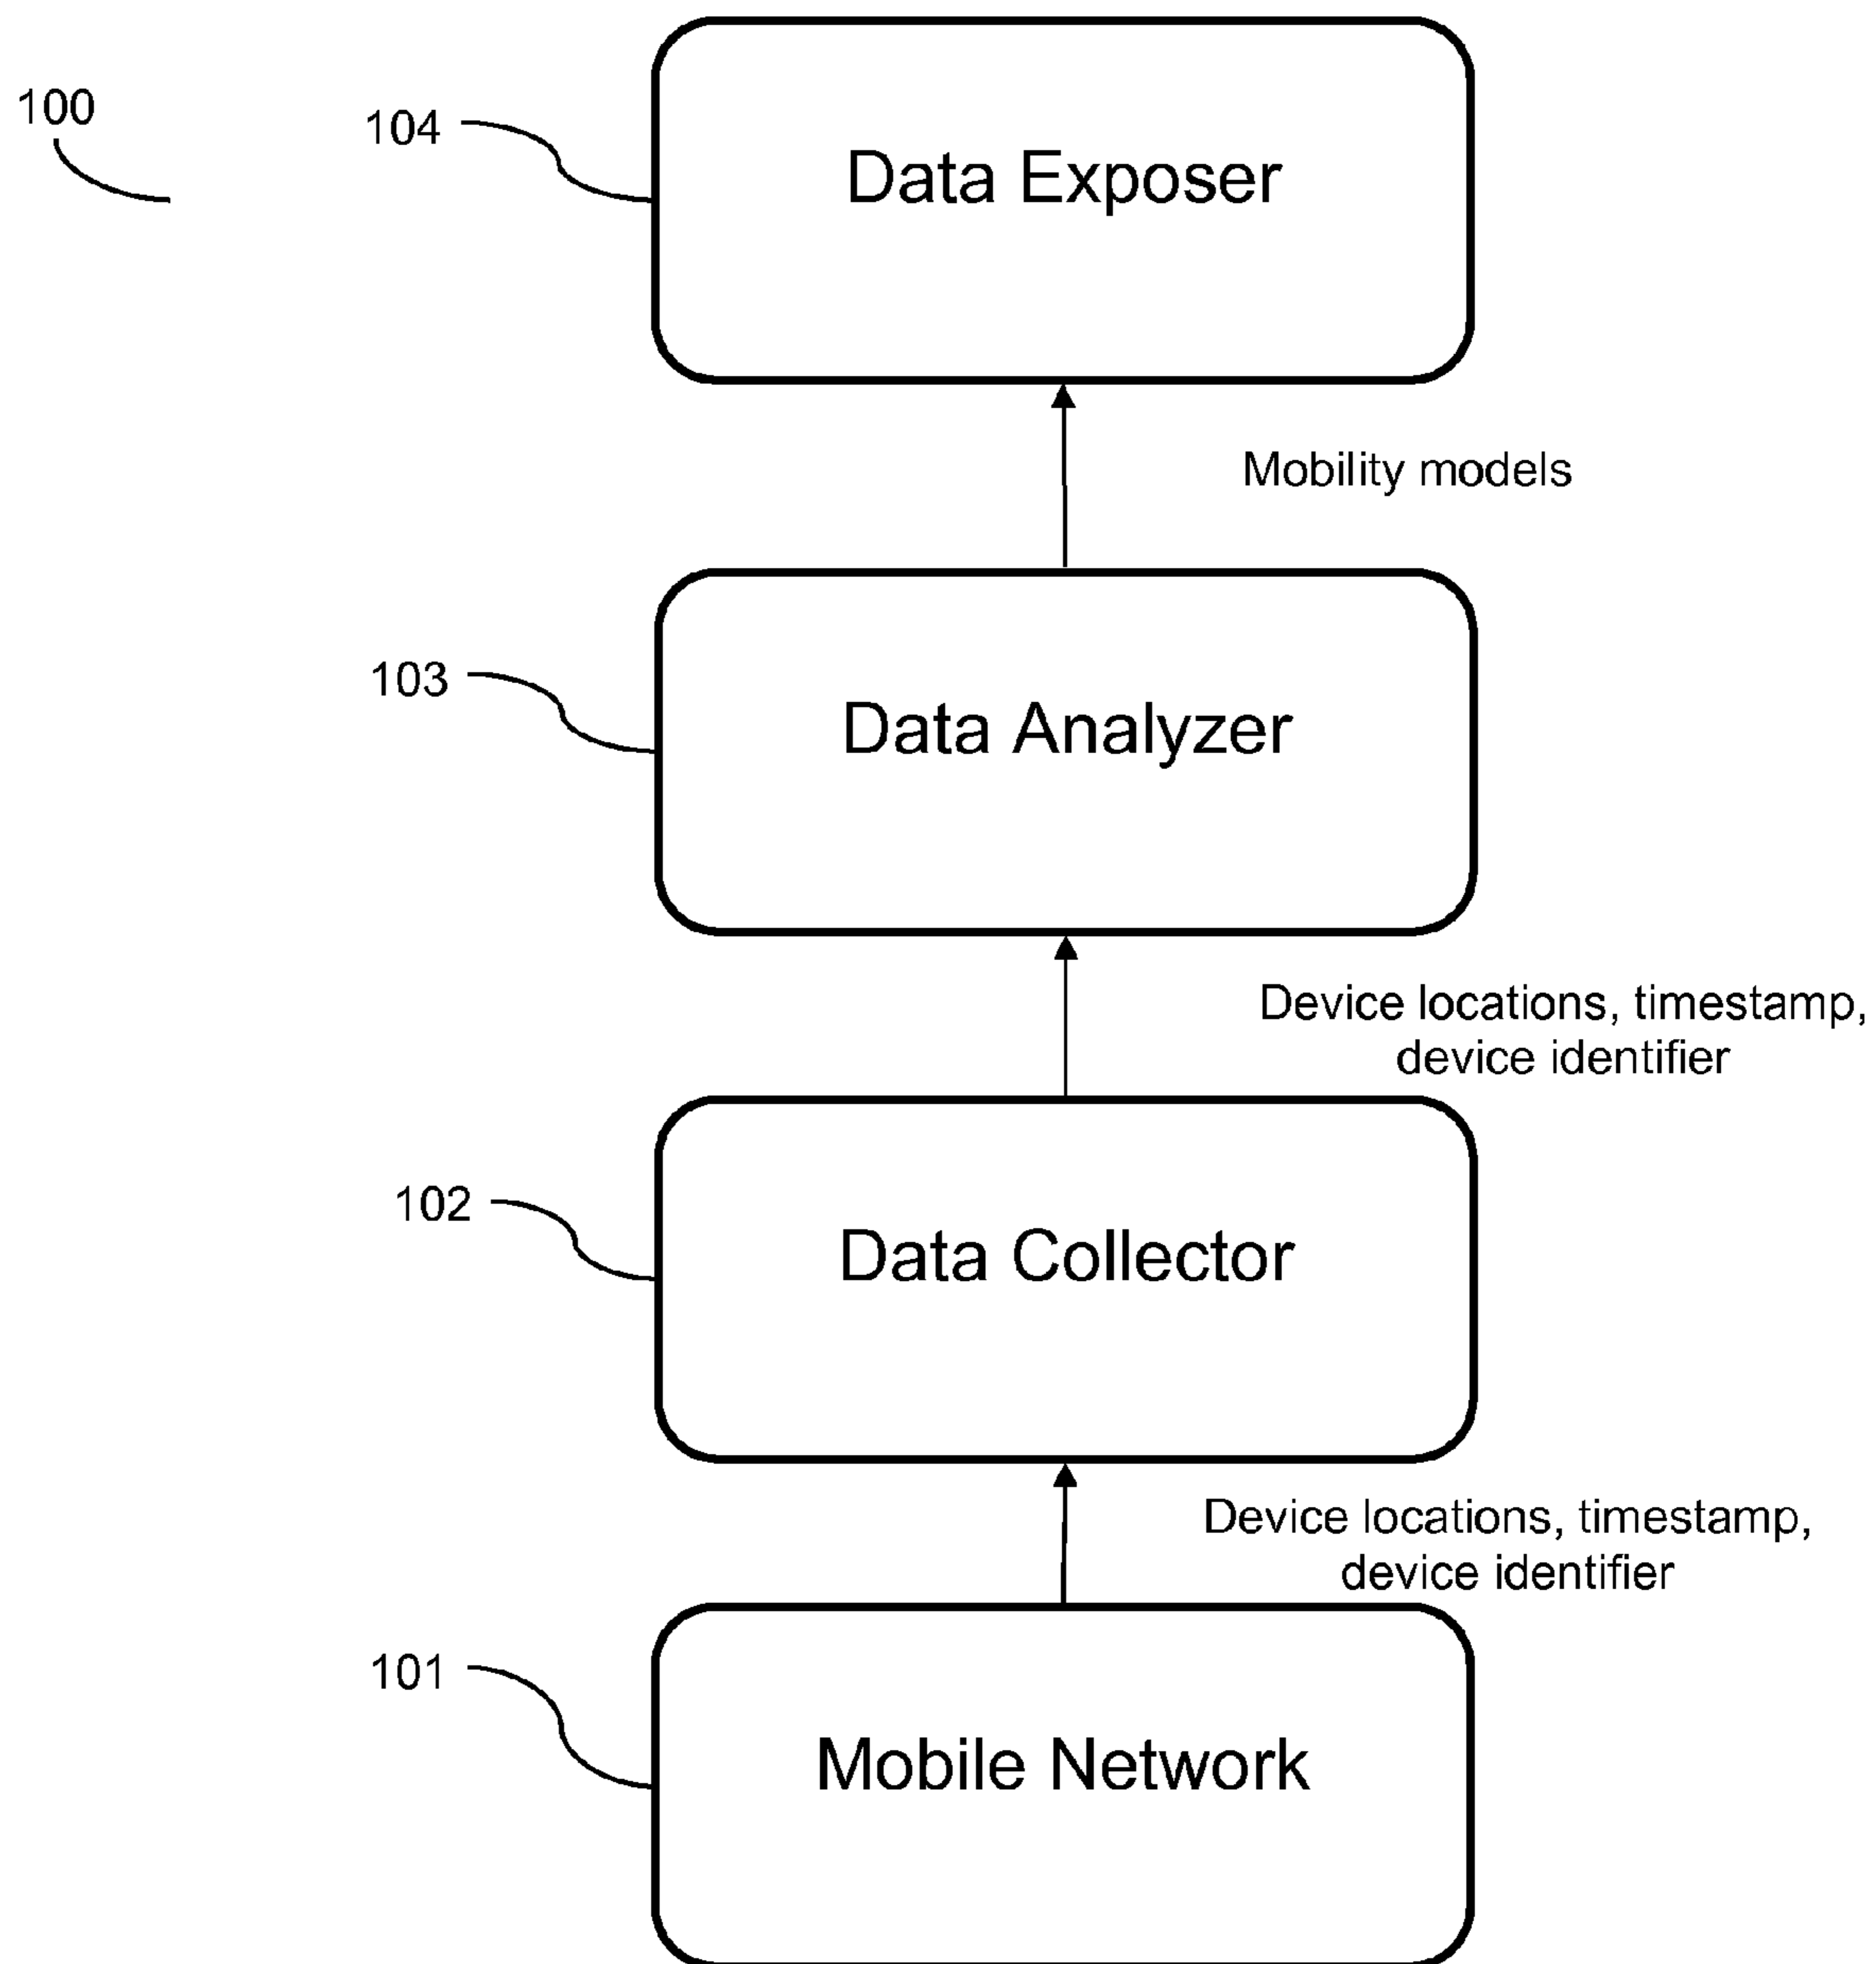 100
104
Data Exposer
Mobility models
103
Data Analyzer
Device locations, timestamp,
device identifier
102
Data Collector
Device locations, timestamp,
device identifier
101
Mobile Network